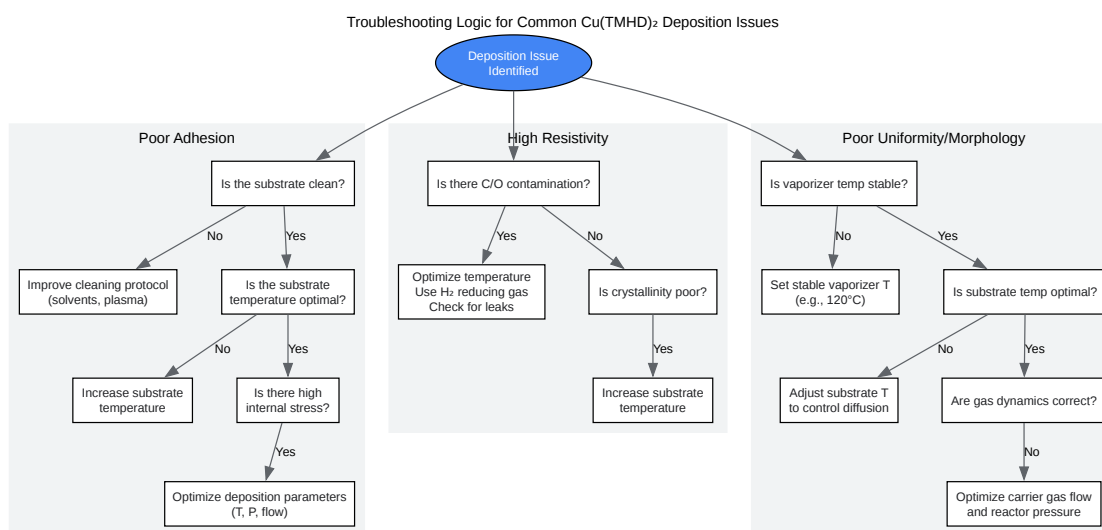 Troubleshooting Logic for Common Cu(TMHD)₂ Deposition Issues
Deposition Issue
Identified
Poor Adhesion
Is the substrate clean?
No
Yes
Improve cleaning protocol
(solvents, plasma)
Is the substrate
temperature optimal?
No
Yes
Increase substrate
temperature
Is there high
internal stress?
Yes
Optimize deposition parameters
(T, P, flow)
High Resistivity
Is there C/O contamination?
Yes
No
Optimize temperature
Use H₂ reducing gas
Check for leaks
Is crystallinity poor?
Yes
Increase substrate
temperature
Poor Uniformity/Morphology
Is vaporizer temp stable?
No
Yes
Set stable vaporizer T
(e.g., 120°C)
Is substrate temp optimal?
No
Yes
Adjust substrate T
to control diffusion
Are gas dynamics correct?
No
Optimize carrier gas flow
and reactor pressure